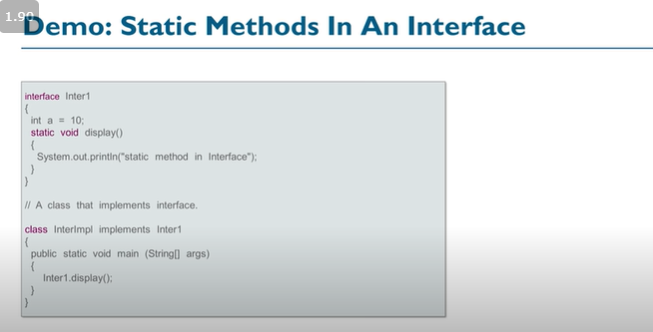 1.90
Demo: Static Methods In An Interface
interface Inter1
{
int a = 10;
static void display()
{
System.out.println("static method in Interface");
}
}
// A class that implements interface.
class InterImpl implements Inter1
{
public static void main (String[] args)
{
Inter1.display();
}
}